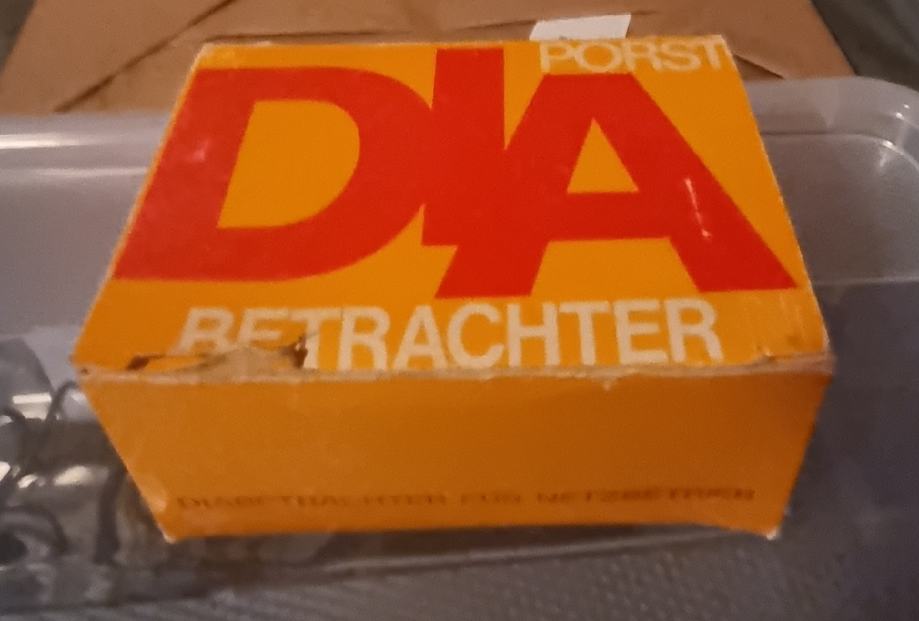 PORST
DIA
BETRACHTER
DIABETRACHTER FÜR NETZBETRIEB